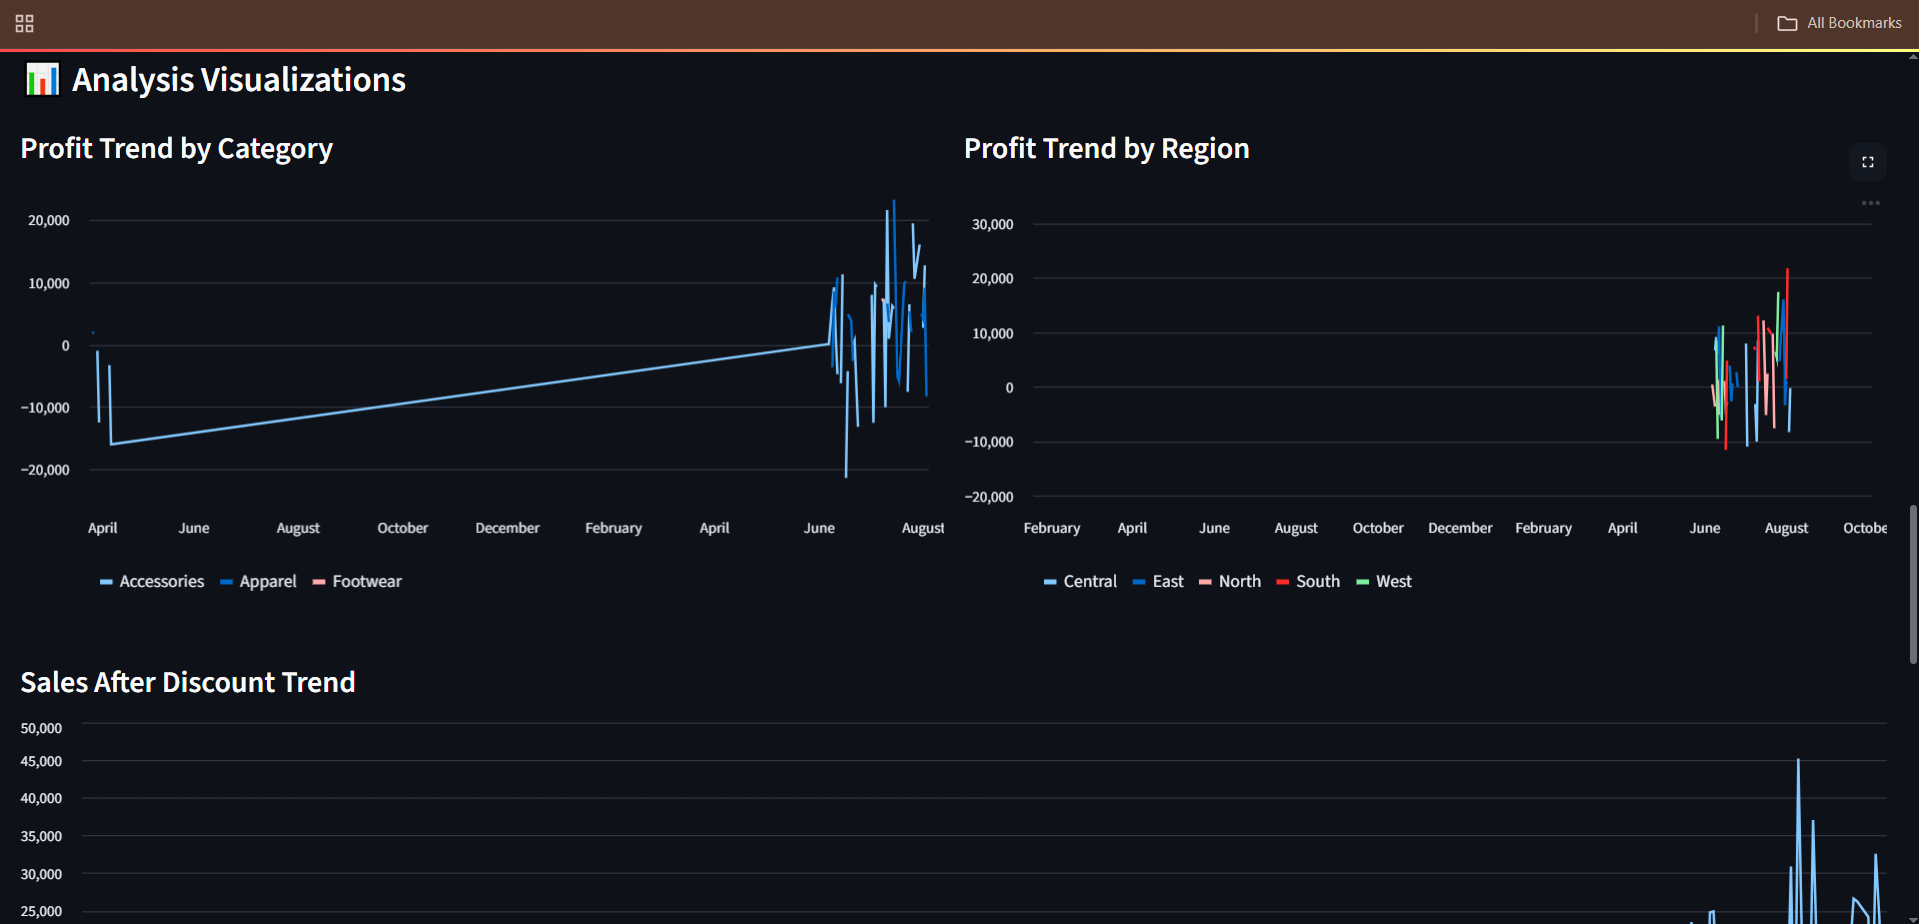 All Bookmarks
Analysis Visualizations
Profit Trend by Category
20,000
10,000
0
−10,000
−20,000
April June August October December February April June August
Accessories Apparel Footwear
Profit Trend by Region
30,000
20,000
10,000
0
−10,000
−20,000
February April June August October December February April June August Octobe
Central East North South West
Sales After Discount Trend
50,000
45,000
40,000
35,000
30,000
25,000